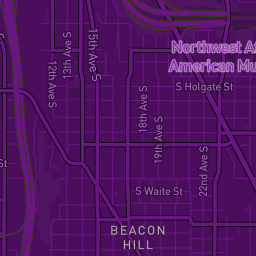 Northwest Af
American Mu
15th Ave S
13th Ave S
12th Ave S
S Holgate St
18th Ave S
19th Ave S
22nd Ave S
St
S Waite St
BEACON
HILL